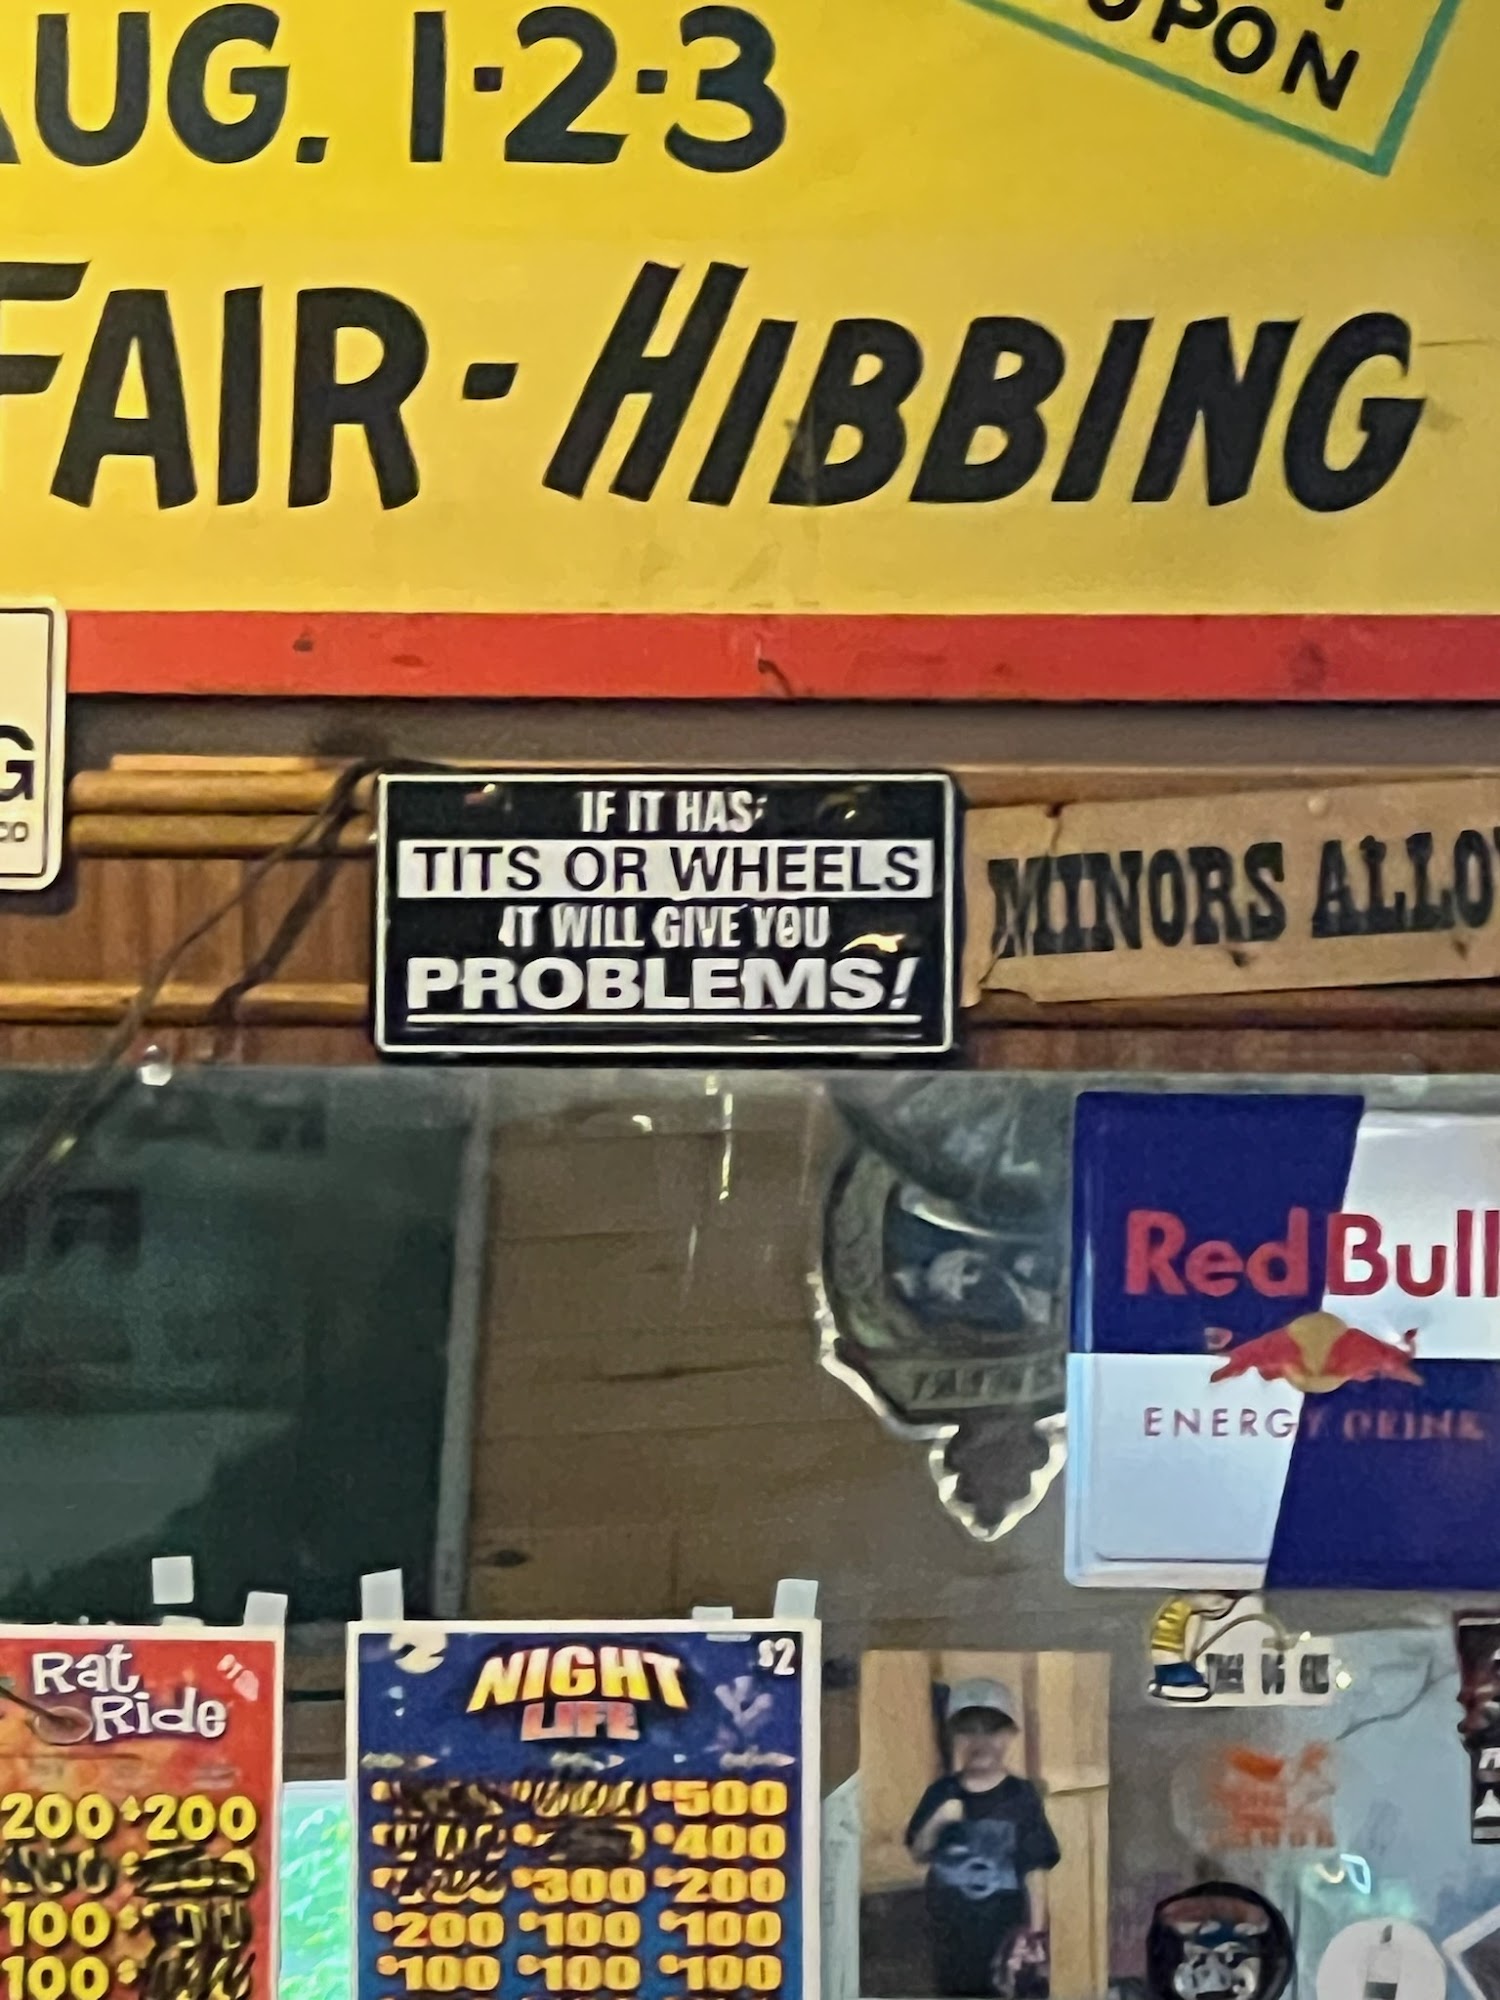 UPON
AUG. 1-2-3
FAIR - HIBBING
G
CO
IF IT HAS:
TITS OR WHEELS
IT WILL GIVE YOU
PROBLEMS!
MINORS ALLO
Red Bull
ENERGY DRINK
Rat
Ride
200 $200
100
100
$2
NIGHT
LIFE
$500
$400
$300 $200
$200 $100 $100
$100 $100 $100